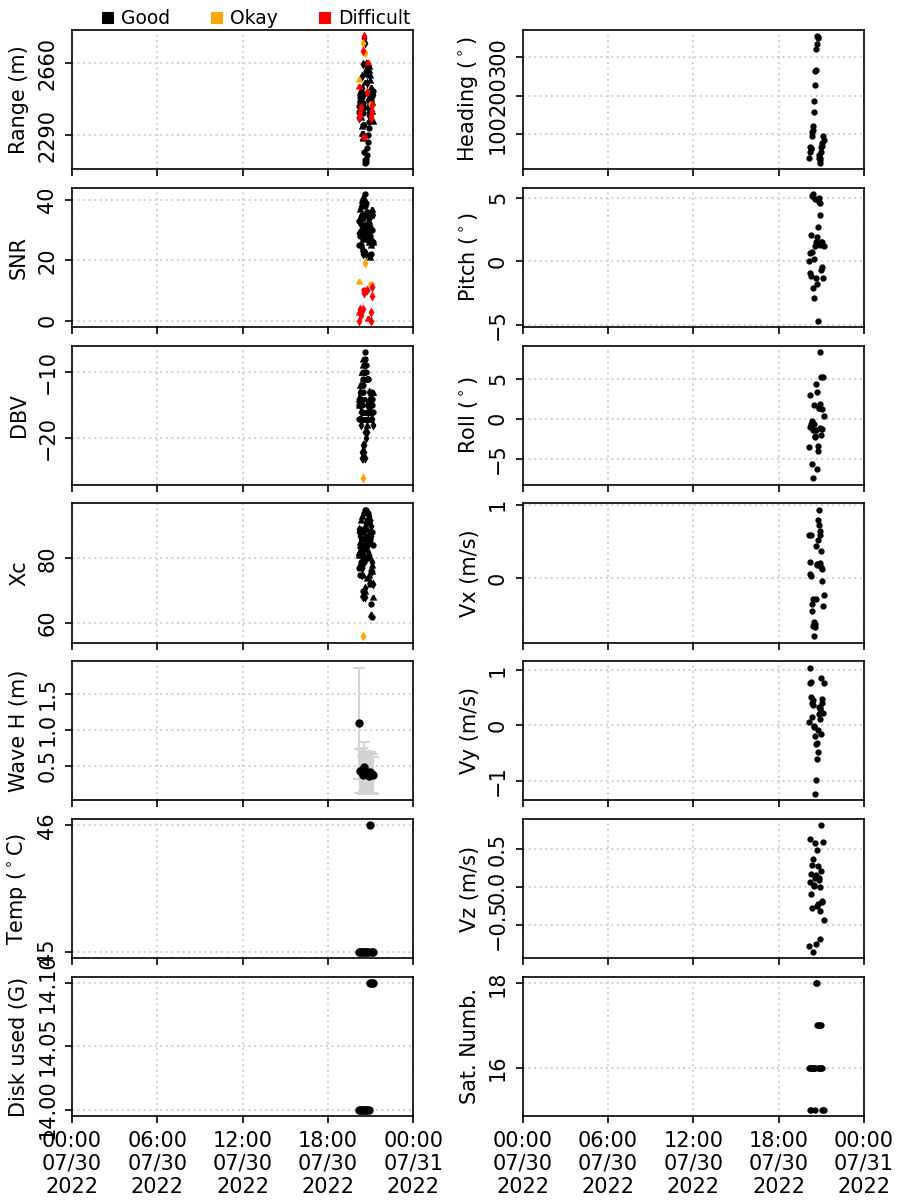 Good Okay Difficult
Range (m) 2660 2290
Heading (°) 300 200 100
SNR 40 20 0
Pitch (°) 5 0 −5
DBV −10 −20
Roll (°) 5 0 −5
Xc 80 60
Vx (m/s) 1 0
Wave H (m) 1.5 1.0 0.5
Vy (m/s) 1 0 −1
Temp (°C) 46 45
Vz (m/s) 0.5 0.0 −0.5
Disk used (G) 14.10 14.05 14.00
Sat. Numb. 18 16
00:00 06:00 12:00 18:00 00:00 00:00 06:00 12:00 18:00 00:00
07/30 07/30 07/30 07/30 07/31 07/30 07/30 07/30 07/30 07/31
2022 2022 2022 2022 2022 2022 2022 2022 2022 2022